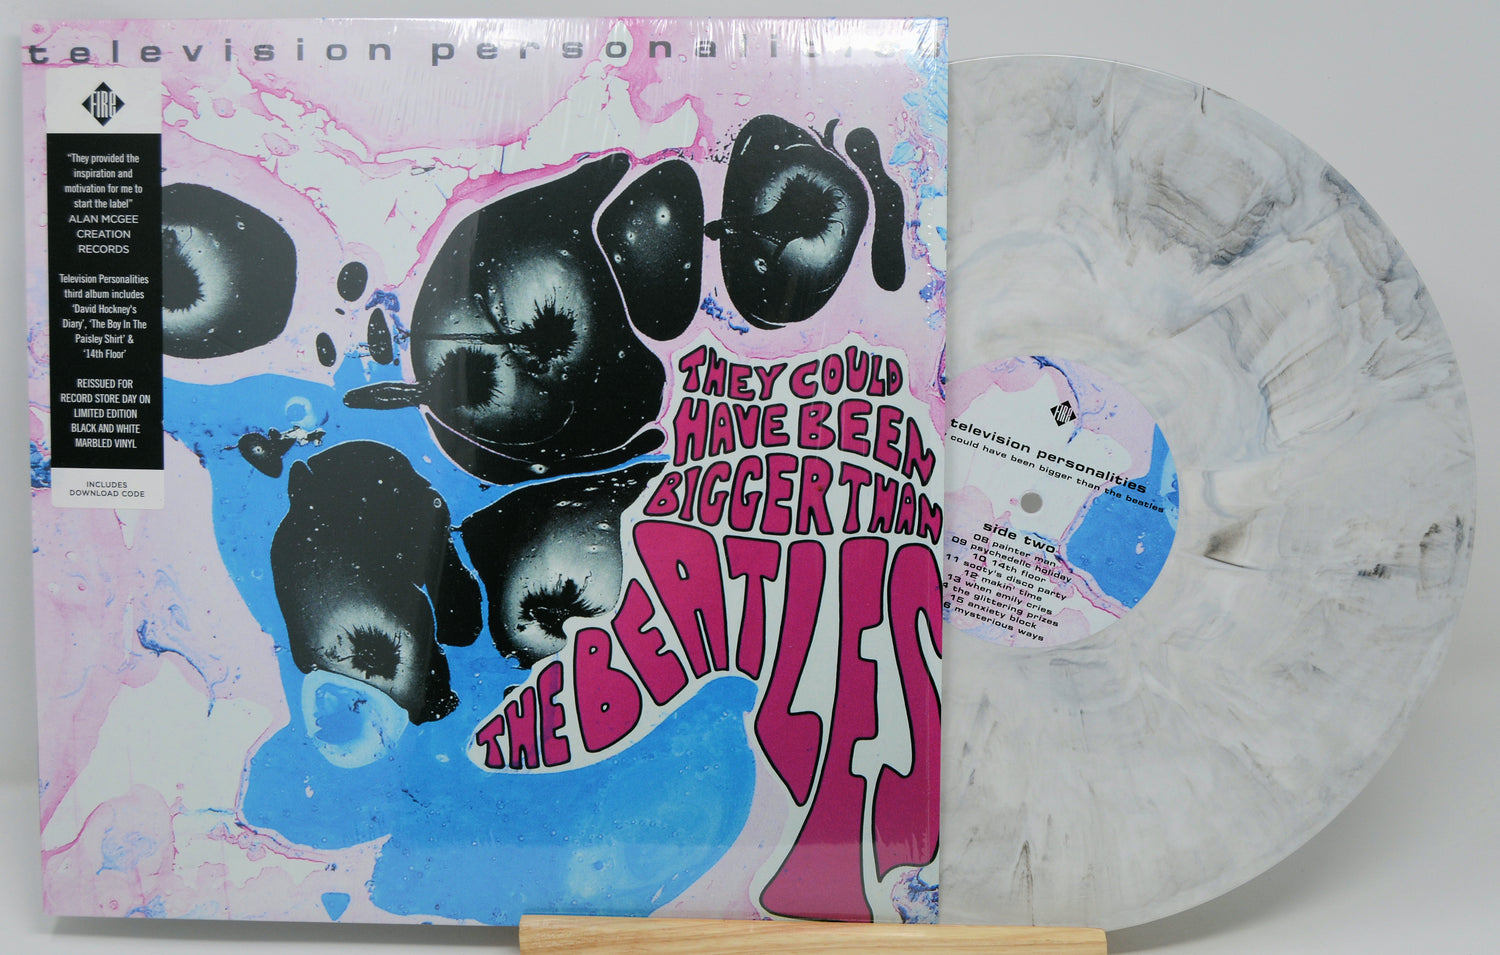 television personalities
FIRE
"They provided the
inspiration and
motivation for me to
start the label"
ALAN MCGEE
CREATION
RECORDS
Television Personalities
third album includes
'David Hockney's
Diary', 'The Boy In The
Paisley Shirt' &
'14th Floor'
REISSUED FOR
RECORD STORE DAY ON
LIMITED EDITION
BLACK AND WHITE
MARBLED VINYL
INCLUDES
DOWNLOAD CODE
THEY COULD
HAVE BEEN
BIGGER THAN
THE BEATLES
FIRE
television personalities
could have been bigger than the beatles
side two
08 painter man
09 psychedelic holiday
10 14th floor
11 sooty's disco party
12 makin' time
13 when emily cries
the glittering prizes
15 anxiety block
6 mysterious ways